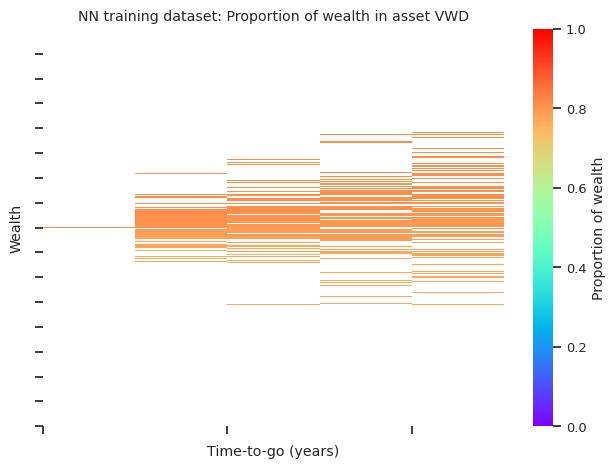 NN training dataset: Proportion of wealth in asset VWD
Wealth
Time-to-go (years)
1.0
0.8
0.6
0.4
0.2
0.0
Proportion of wealth